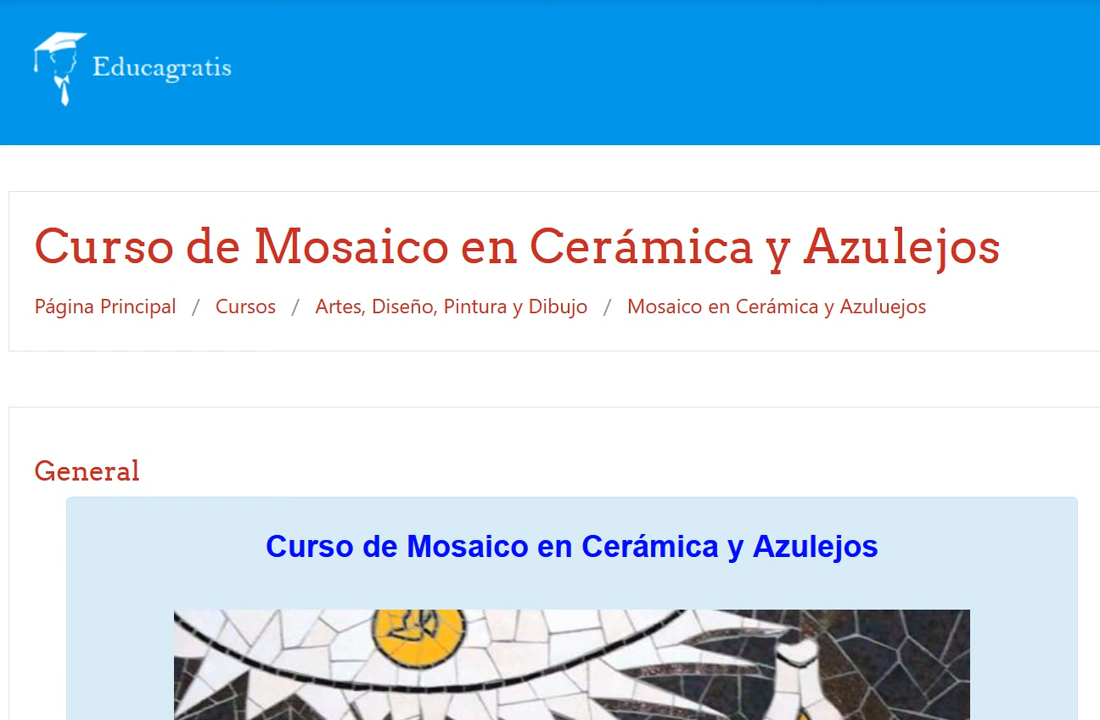 Educagratis
Curso de Mosaico en Cerámica y Azulejos
Página Principal / Cursos / Artes, Diseño, Pintura y Dibujo / Mosaico en Cerámica y Azuluejos
General
Curso de Mosaico en Cerámica y Azulejos